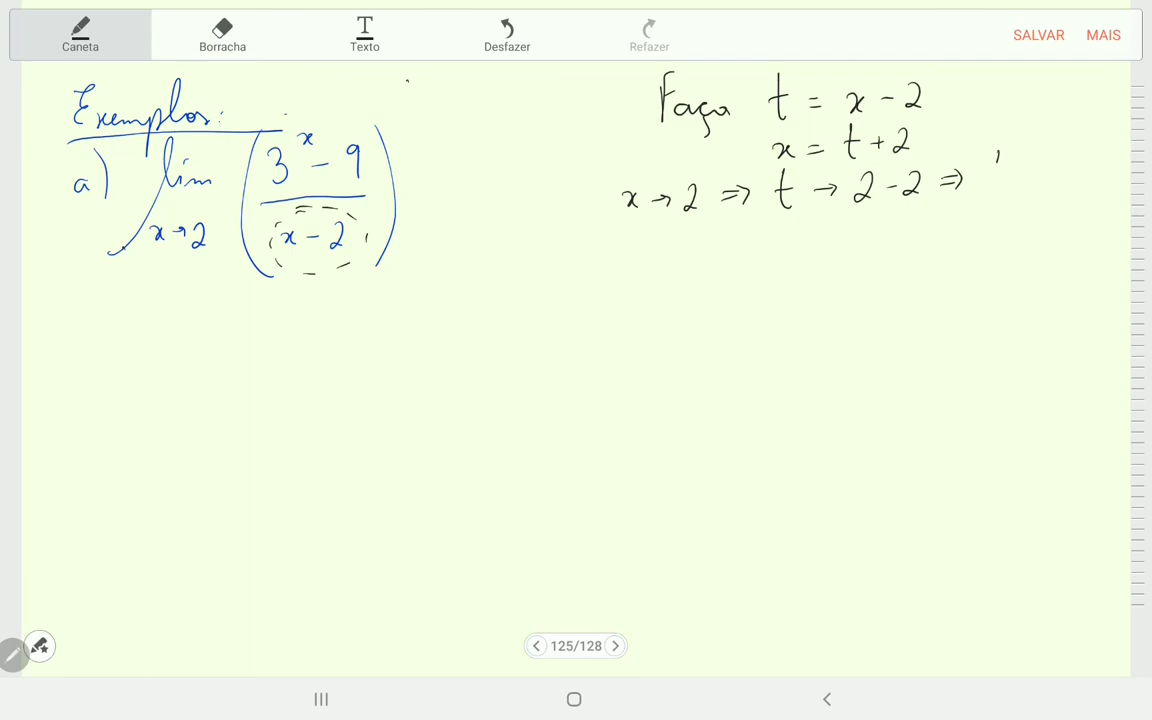 Caneta Borracha Texto Desfazer Refazer SALVAR MAIS
Exemplos:
a) lim x→2 (3^x - 9 / x - 2)
Faça t = x - 2
x = t + 2
x → 2 ⇒ t → 2 - 2 ⇒
125/128